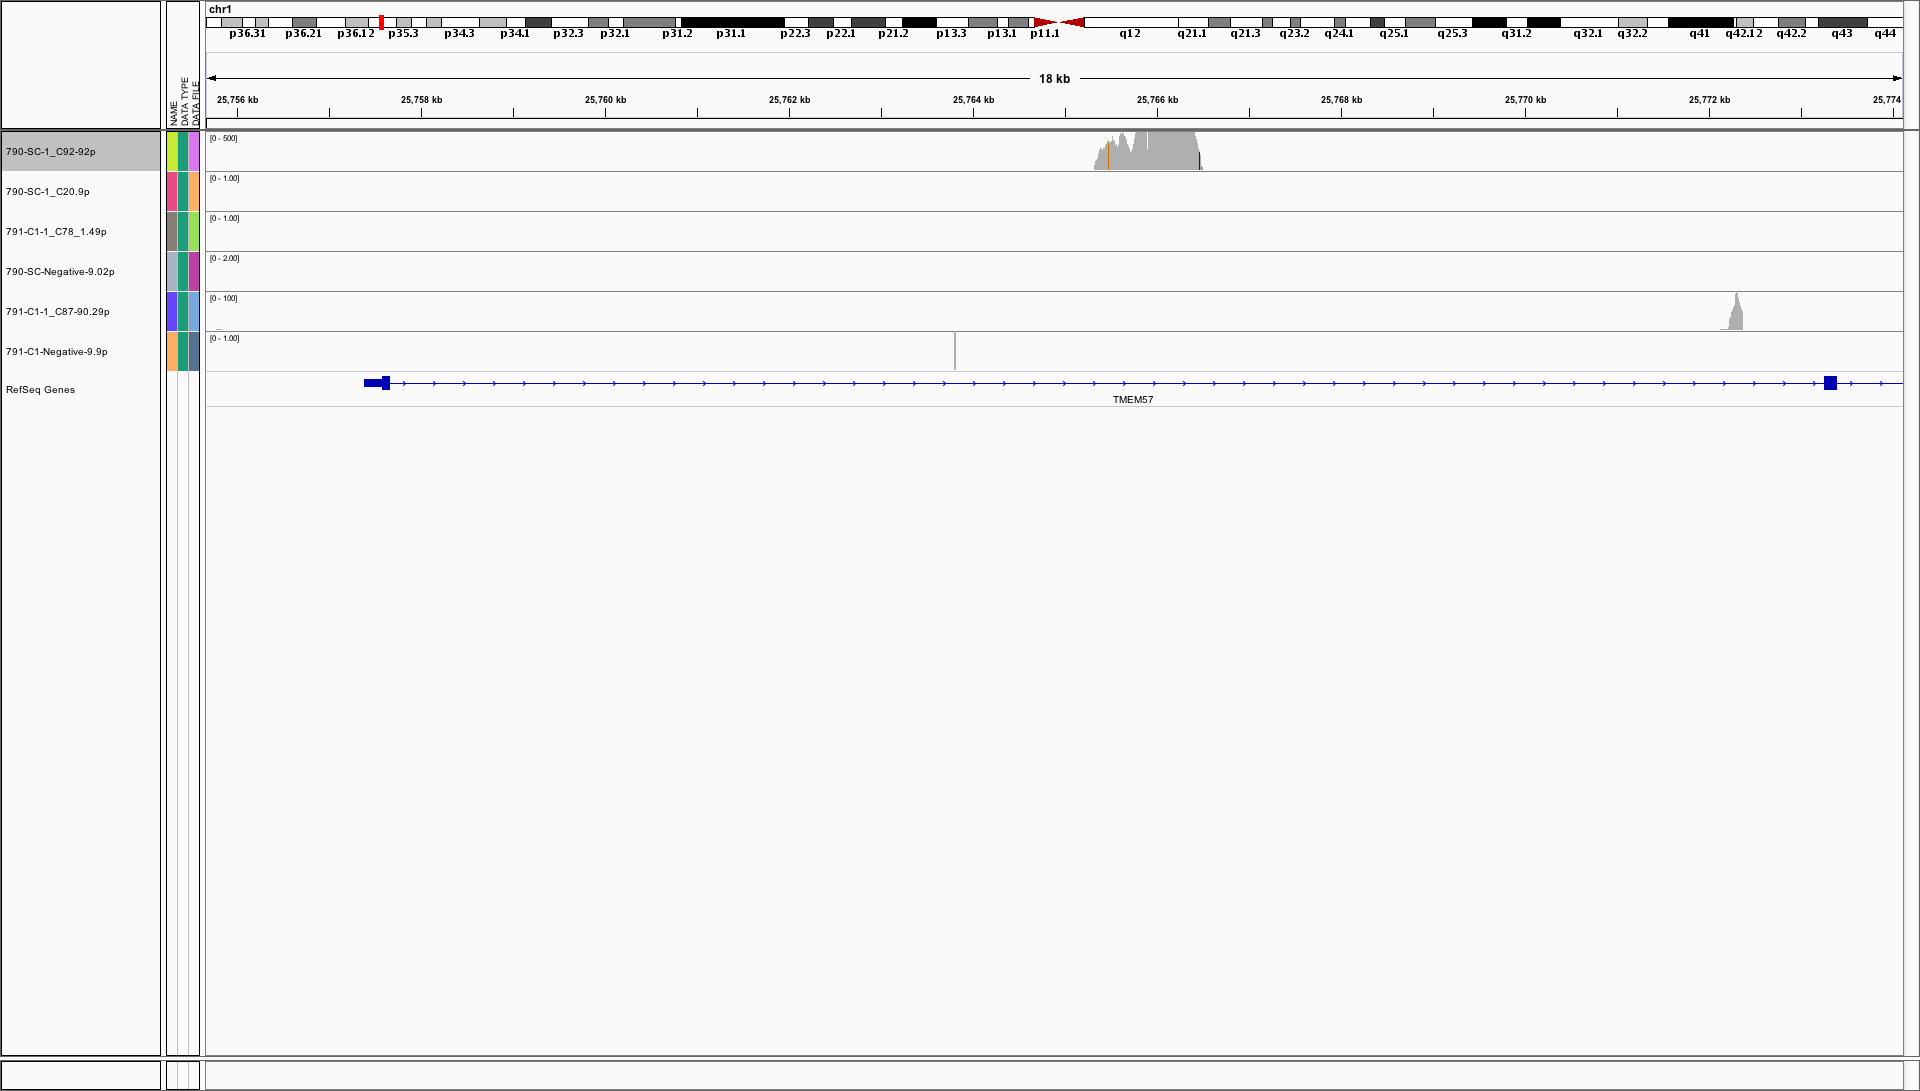 chr1
p36.31 p36.21 p36.12 p35.3 p34.3 p34.1 p32.3 p32.1 p31.2 p31.1 p22.3 p22.1 p21.2 p13.3 p13.1 p11.1 q12 q21.1 q21.3 q23.2 q24.1 q25.1 q25.3 q31.2 q32.1 q32.2 q41 q42.12 q42.2 q43 q44
18 kb
25,756 kb 25,758 kb 25,760 kb 25,762 kb 25,764 kb 25,766 kb 25,768 kb 25,770 kb 25,772 kb 25,774
NAME
DATA TYPE
DATA FILE
790-SC-1_C92-92p [0 - 500]
790-SC-1_C20.9p [0 - 1.00]
791-C1-1_C78_1.49p [0 - 1.00]
790-SC-Negative-9.02p [0 - 2.00]
791-C1-1_C87-90.29p [0 - 100]
791-C1-Negative-9.9p [0 - 1.00]
RefSeq Genes
TMEM57